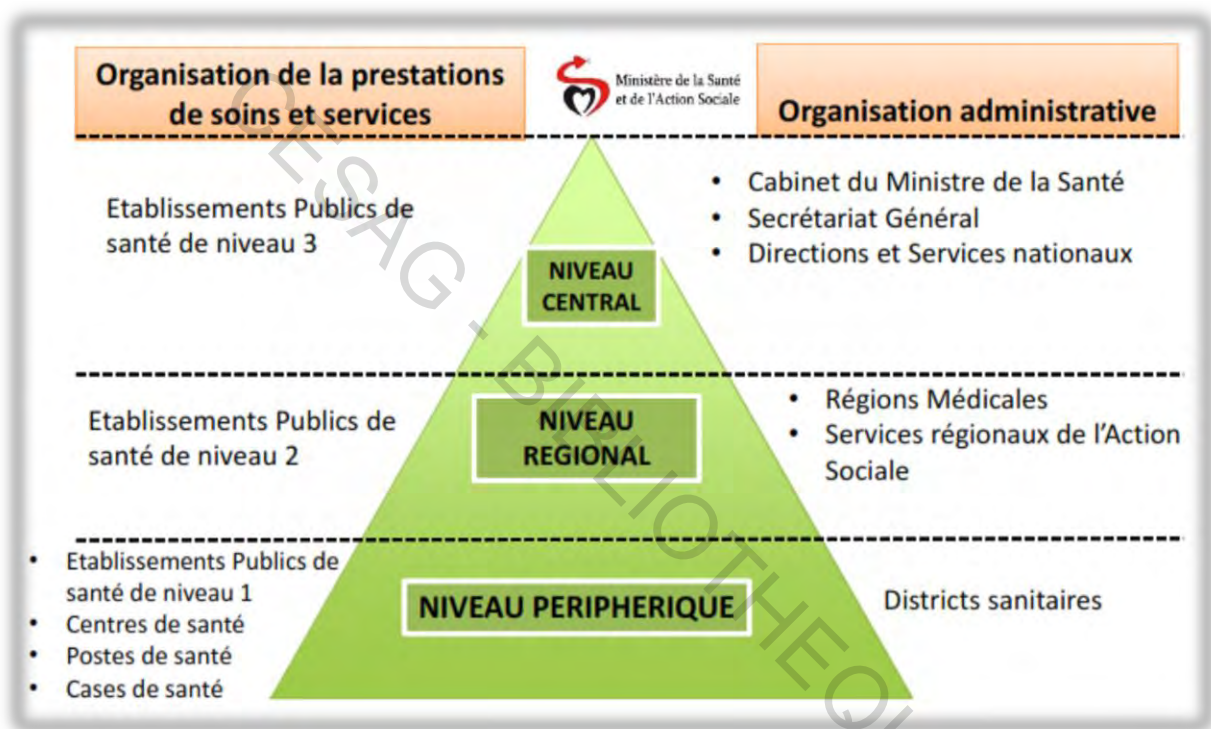 Organisation de la prestations
de soins et services
Ministère de la Santé
et de l'Action Sociale
Organisation administrative
Etablissements Publics de
santé de niveau 3
NIVEAU
CENTRAL
• Cabinet du Ministre de la Santé
• Secrétariat Général
• Directions et Services nationaux
Etablissements Publics de
santé de niveau 2
NIVEAU
REGIONAL
• Régions Médicales
• Services régionaux de l'Action
Sociale
• Etablissements Publics de
santé de niveau 1
• Centres de santé
• Postes de santé
• Cases de santé
NIVEAU PERIPHERIQUE
Districts sanitaires
CESAG - BIBLIOTHEQU